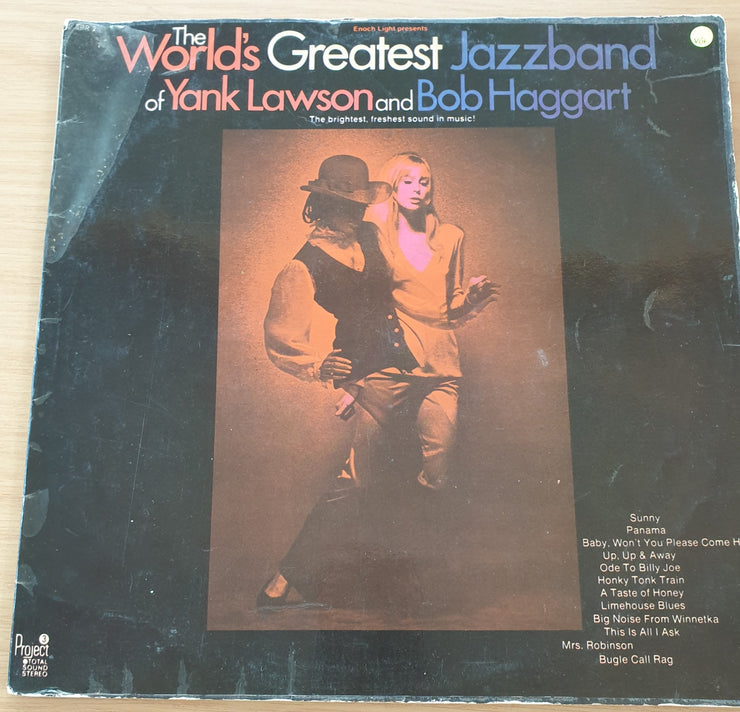 Enoch Light presents
The
World's Greatest Jazzband
of Yank Lawson and Bob Haggart
The brightest, freshest sound in music!
Sunny
Panama
Baby, Won't You Please Come H
Up, Up & Away
Ode To Billy Joe
Honky Tonk Train
A Taste of Honey
Limehouse Blues
Big Noise From Winnetka
This Is All I Ask
Mrs. Robinson
Bugle Call Rag
Project 3
TOTAL
SOUND
STEREO